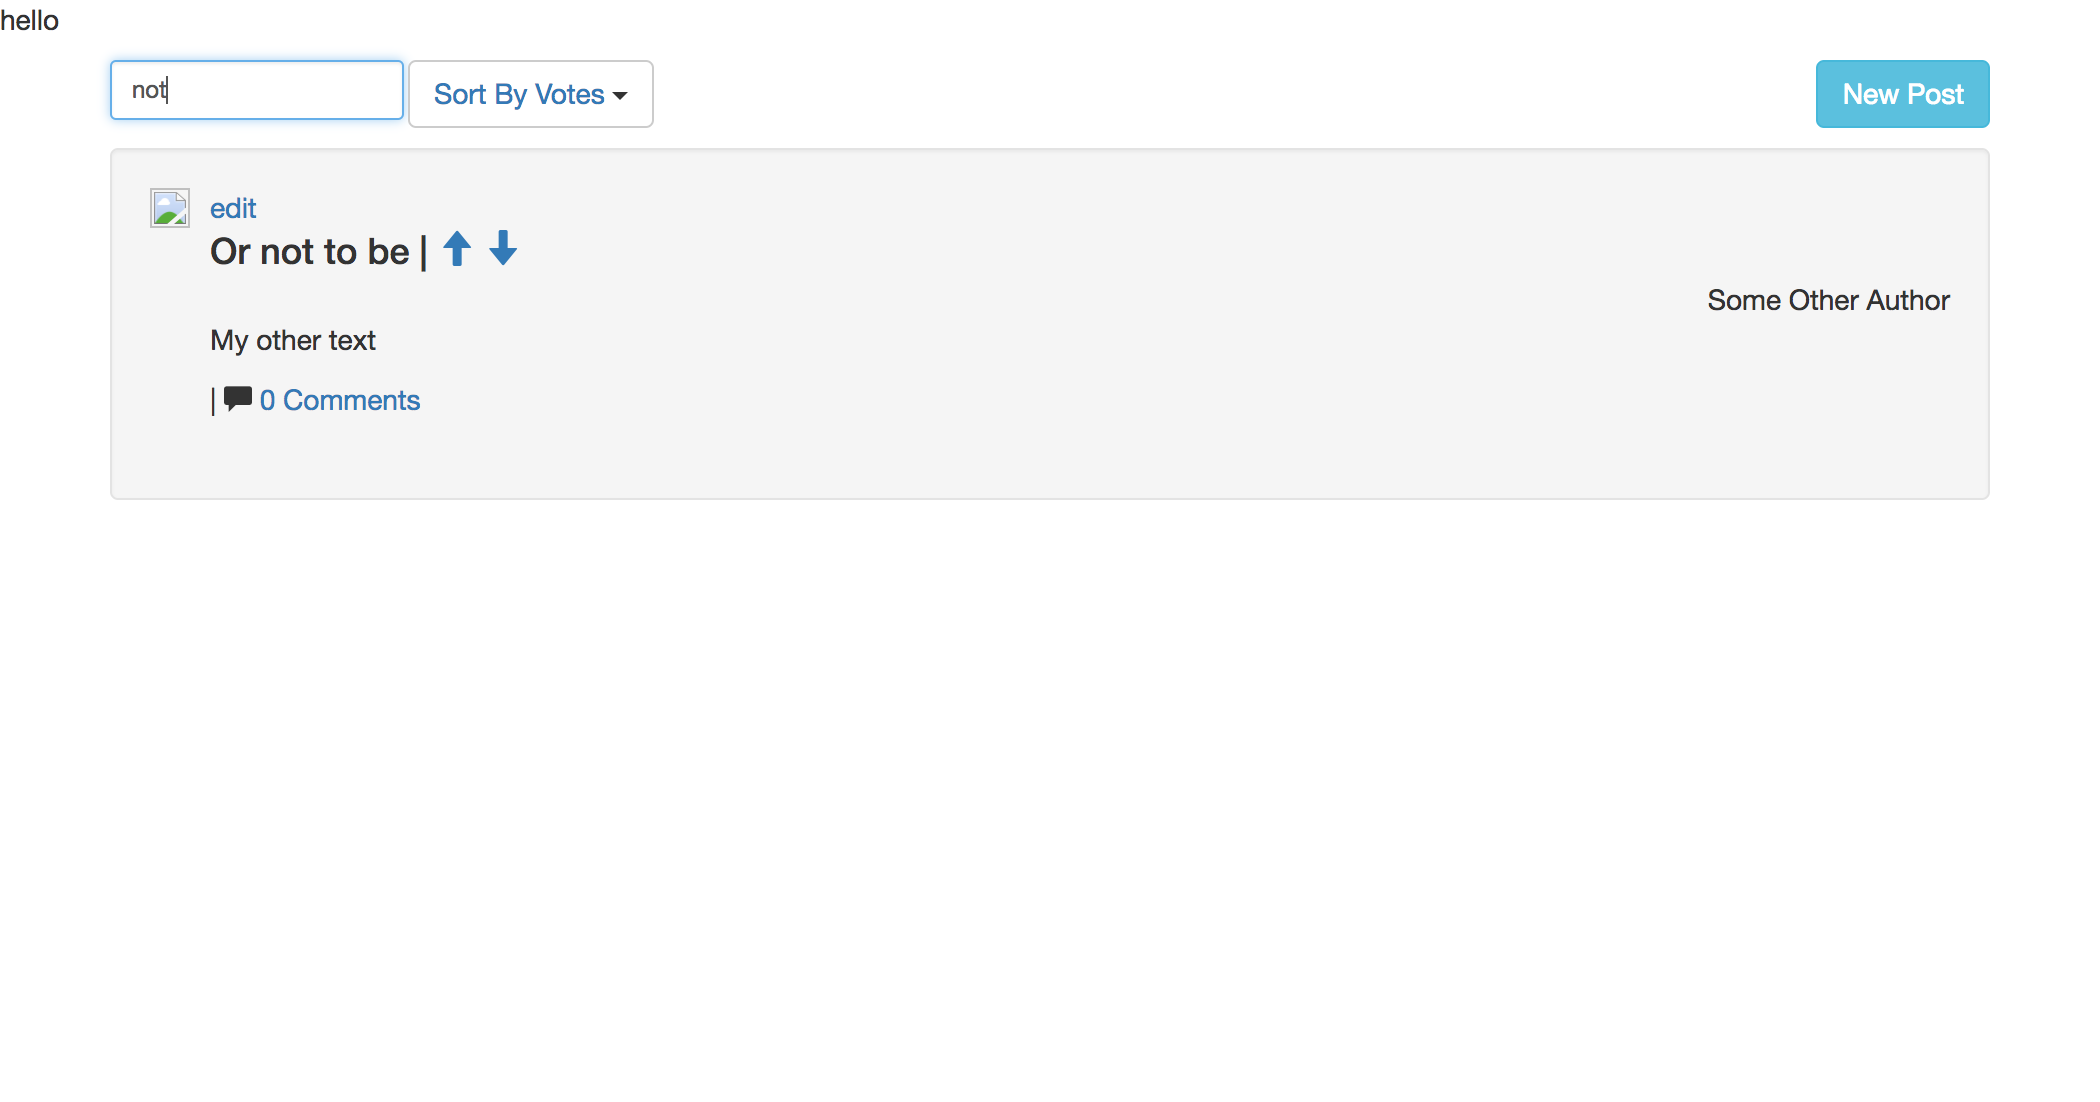 hello
not
Sort By Votes
New Post
edit
Or not to be |
Some Other Author
My other text
| 0 Comments